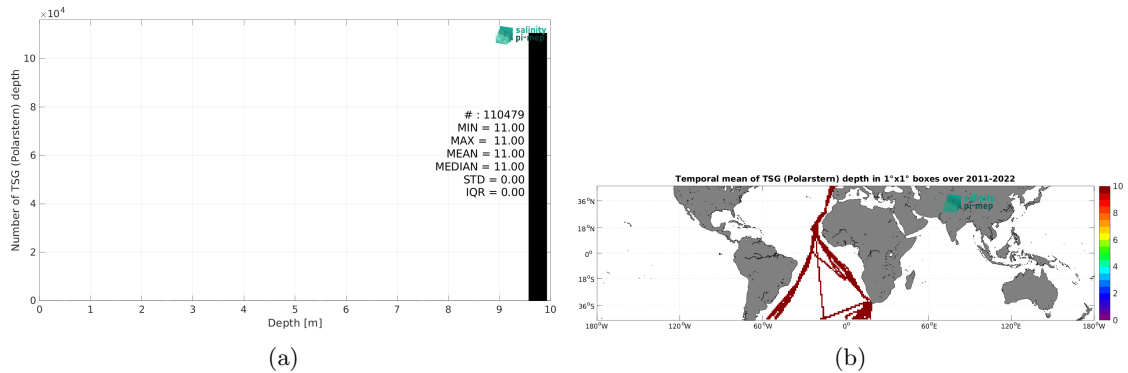 ×10⁴
salinity
pi-mep
10
8
6
4
2
0
Number of TSG (Polarstern) depth
# : 110479
MIN = 11.00
MAX = 11.00
MEAN = 11.00
MEDIAN = 11.00
STD = 0.00
IQR = 0.00
0 1 2 3 4 5 6 7 8 9 10
Depth [m]
(a)
Temporal mean of TSG (Polarstern) depth in 1°x1° boxes over 2011-2022
salinity
pi-mep
36°N
18°N
0°
18°S
36°S
180°W 120°W 60°W 0° 60°E 120°E 180°W
10
8
6
4
2
0
(b)